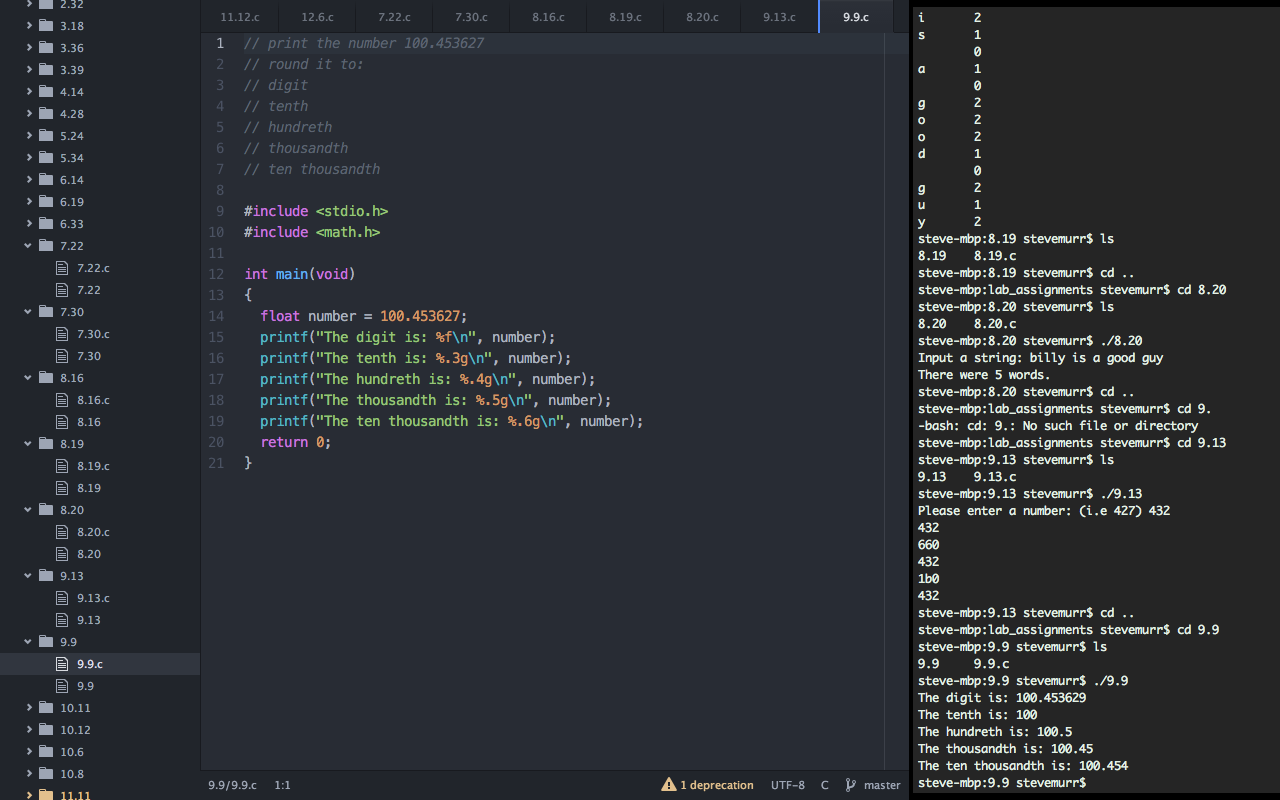 2.32
3.18
3.36
3.39
4.14
4.28
5.24
5.34
6.14
6.19
6.33
7.22
7.22.c
7.22
7.30
7.30.c
7.30
8.16
8.16.c
8.16
8.19
8.19.c
8.19
8.20
8.20.c
8.20
9.13
9.13.c
9.13
9.9
9.9.c
9.9
10.11
10.12
10.6
10.8
11.11
11.12.c 12.6.c 7.22.c 7.30.c 8.16.c 8.19.c 8.20.c 9.13.c 9.9.c
1 // print the number 100.453627
2 // round it to:
3 // digit
4 // tenth
5 // hundreth
6 // thousandth
7 // ten thousandth
8
9 #include <stdio.h>
10 #include <math.h>
11
12 int main(void)
13 {
14   float number = 100.453627;
15   printf("The digit is: %f\n", number);
16   printf("The tenth is: %.3g\n", number);
17   printf("The hundreth is: %.4g\n", number);
18   printf("The thousandth is: %.5g\n", number);
19   printf("The ten thousandth is: %.6g\n", number);
20   return 0;
21 }
9.9/9.9.c 1:1 1 deprecation UTF-8 C master
i 2
s 1
0
a 1
0
g 2
o 2
o 2
d 1
0
g 2
u 1
y 2
steve-mbp:8.19 stevemurr$ ls
8.19 8.19.c
steve-mbp:8.19 stevemurr$ cd ..
steve-mbp:lab_assignments stevemurr$ cd 8.20
steve-mbp:8.20 stevemurr$ ls
8.20 8.20.c
steve-mbp:8.20 stevemurr$ ./8.20
Input a string: billy is a good guy
There were 5 words.
steve-mbp:8.20 stevemurr$ cd ..
steve-mbp:lab_assignments stevemurr$ cd 9.
-bash: cd: 9.: No such file or directory
steve-mbp:lab_assignments stevemurr$ cd 9.13
steve-mbp:9.13 stevemurr$ ls
9.13 9.13.c
steve-mbp:9.13 stevemurr$ ./9.13
Please enter a number: (i.e 427) 432
432
660
432
1b0
432
steve-mbp:9.13 stevemurr$ cd ..
steve-mbp:lab_assignments stevemurr$ cd 9.9
steve-mbp:9.9 stevemurr$ ls
9.9 9.9.c
steve-mbp:9.9 stevemurr$ ./9.9
The digit is: 100.453629
The tenth is: 100
The hundreth is: 100.5
The thousandth is: 100.45
The ten thousandth is: 100.454
steve-mbp:9.9 stevemurr$